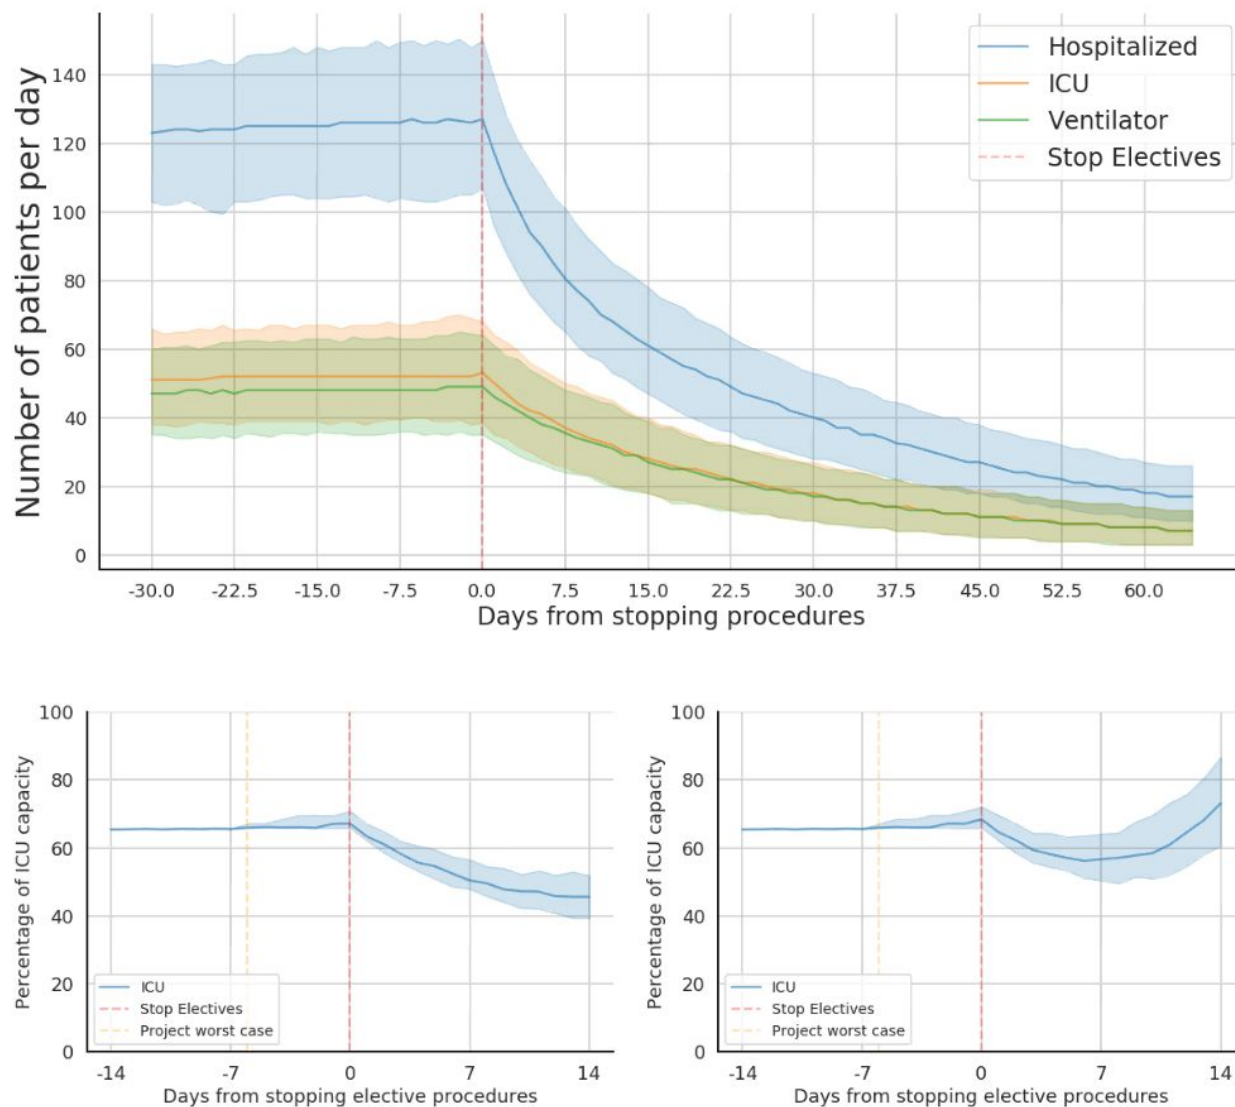 Number of patients per day
140
120
100
80
60
40
20
0
Hospitalized
ICU
Ventilator
Stop Electives
-30.0 -22.5 -15.0 -7.5 0.0 7.5 15.0 22.5 30.0 37.5 45.0 52.5 60.0
Days from stopping procedures
Percentage of ICU capacity
100
80
60
40
20
0
ICU
Stop Electives
Project worst case
-14 -7 0 7 14
Days from stopping elective procedures
Percentage of ICU capacity
100
80
60
40
20
0
ICU
Stop Electives
Project worst case
-14 -7 0 7 14
Days from stopping elective procedures